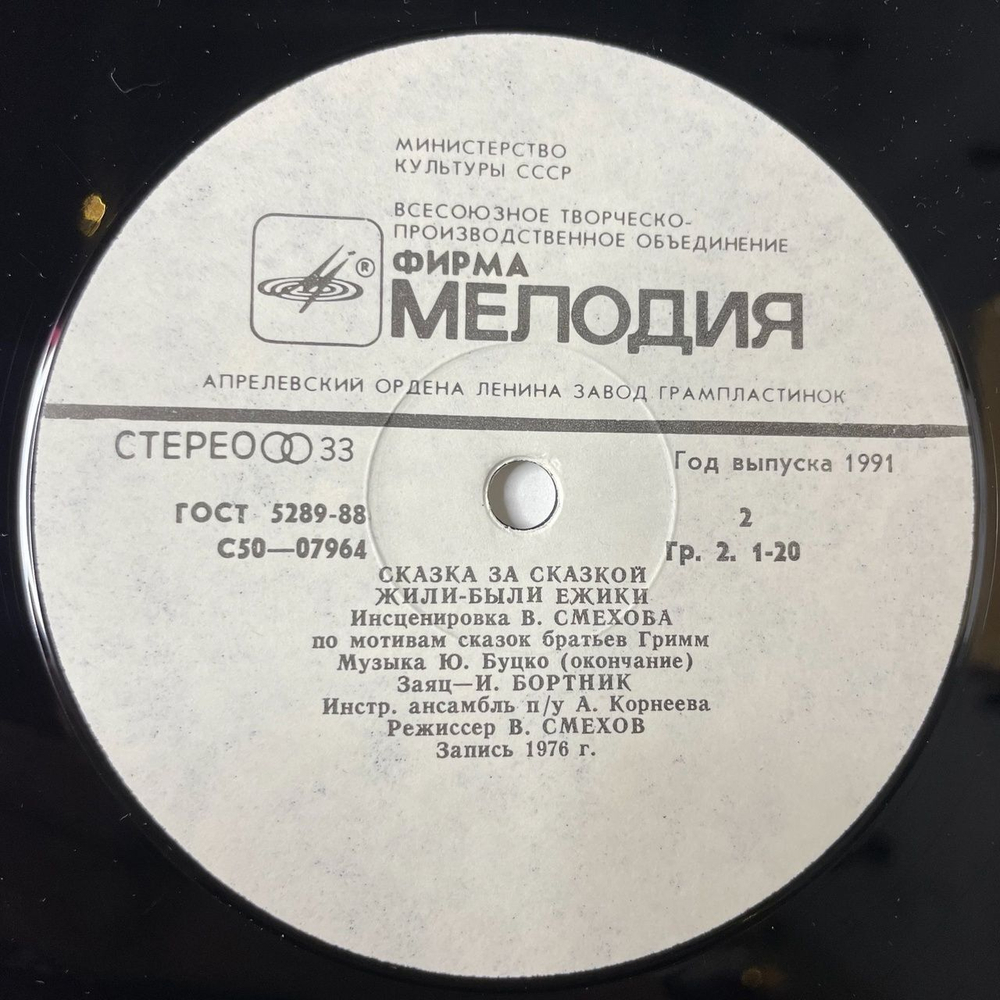 МИНИСТЕРСТВО
КУЛЬТУРЫ СССР
ВСЕСОЮЗНОЕ ТВОРЧЕСКО-
ПРОИЗВОДСТВЕННОЕ ОБЪЕДИНЕНИЕ
®
ФИРМА
МЕЛОДИЯ
АПРЕЛЕВСКИЙ ОРДЕНА ЛЕНИНА ЗАВОД ГРАМПЛАСТИНОК
СТЕРЕО 33
Год выпуска 1991
ГОСТ 5289-88
2
С50—07964
Гр. 2. 1-20
СКАЗКА ЗА СКАЗКОЙ
ЖИЛИ-БЫЛИ ЕЖИКИ
Инсценировка В. СМЕХОВА
по мотивам сказок братьев Гримм
Музыка Ю. Буцко (окончание)
Заяц—И. БОРТНИК
Инстр. ансамбль п/у А. Корнеева
Режиссер В. СМЕХОВ
Запись 1976 г.